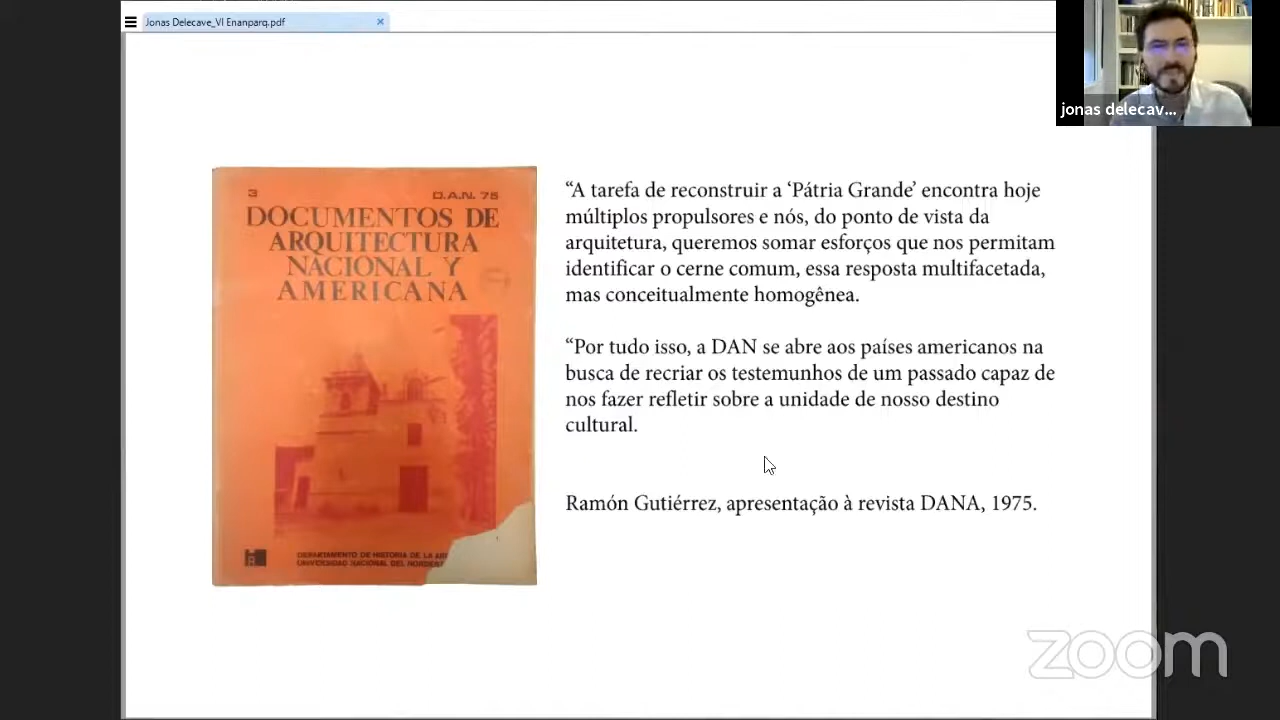 Jonas Delecave_VI Enanparq.pdf
jonas delecav...
3
D.A.N. 75
DOCUMENTOS DE
ARQUITECTURA
NACIONAL Y
AMERICANA
DEPARTAMENTO DE HISTORIA DE LA
UNIVERSIDAD NACIONAL DEL
“A tarefa de reconstruir a ‘Pátria Grande’ encontra hoje
múltiplos propulsores e nós, do ponto de vista da
arquitetura, queremos somar esforços que nos permitam
identificar o cerne comum, essa resposta multifacetada,
mas conceitualmente homogênea.
“Por tudo isso, a DAN se abre aos países americanos na
busca de recriar os testemunhos de um passado capaz de
nos fazer refletir sobre a unidade de nosso destino
cultural.
Ramón Gutiérrez, apresentação à revista DANA, 1975.
zoom